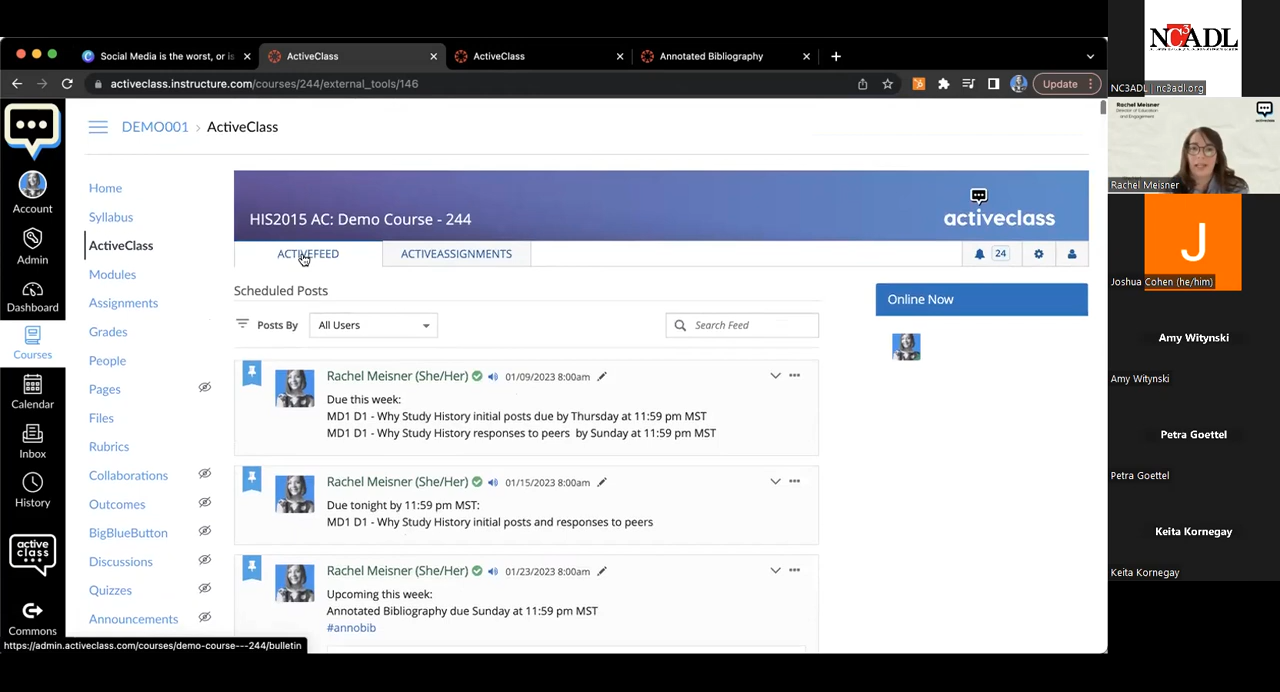 Social Media is the worst, or is
ActiveClass
ActiveClass
Annotated Bibliography
activeclass.instructure.com/courses/244/external_tools/146
Update
DEMO001 › ActiveClass
Account
Admin
Dashboard
Courses
Calendar
Inbox
History
active
class
Commons
Home
Syllabus
ActiveClass
Modules
Assignments
Grades
People
Pages
Files
Rubrics
Collaborations
Outcomes
BigBlueButton
Discussions
Quizzes
Announcements
HIS2015 AC: Demo Course - 244
activeclass
ACTIVEFEED
ACTIVEASSIGNMENTS
24
Scheduled Posts
Posts By
All Users
Search Feed
Online Now
Rachel Meisner (She/Her) 01/09/2023 8:00am
Due this week:
MD1 D1 - Why Study History initial posts due by Thursday at 11:59 pm MST
MD1 D1 - Why Study History responses to peers by Sunday at 11:59 pm MST
Rachel Meisner (She/Her) 01/15/2023 8:00am
Due tonight by 11:59 pm MST:
MD1 D1 - Why Study History initial posts and responses to peers
Rachel Meisner (She/Her) 01/23/2023 8:00am
Upcoming this week:
Annotated Bibliography due Sunday at 11:59 pm MST
#annobib
https://admin.activeclass.com/courses/demo-course---244/bulletin
NC3ADL
NC3ADL | nc3adl.org
Rachel Meisner
Director of Education
and Engagement
activeclass
Rachel Meisner
J
Joshua Cohen (he/him)
Amy Witynski
Amy Witynski
Petra Goettel
Petra Goettel
Keita Kornegay
Keita Kornegay